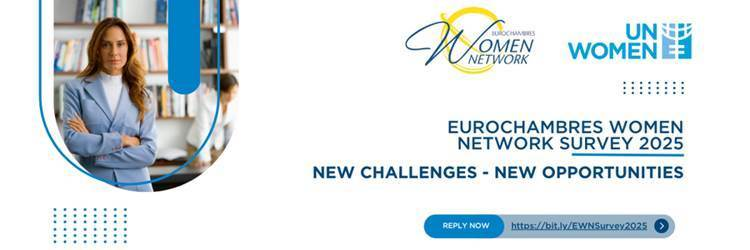 EUROCHAMBRES
WOMEN
NETWORK
UN
WOMEN
EUROCHAMBRES WOMEN
NETWORK SURVEY 2025
NEW CHALLENGES - NEW OPPORTUNITIES
REPLY NOW
https://bit.ly/EWNSurvey2025